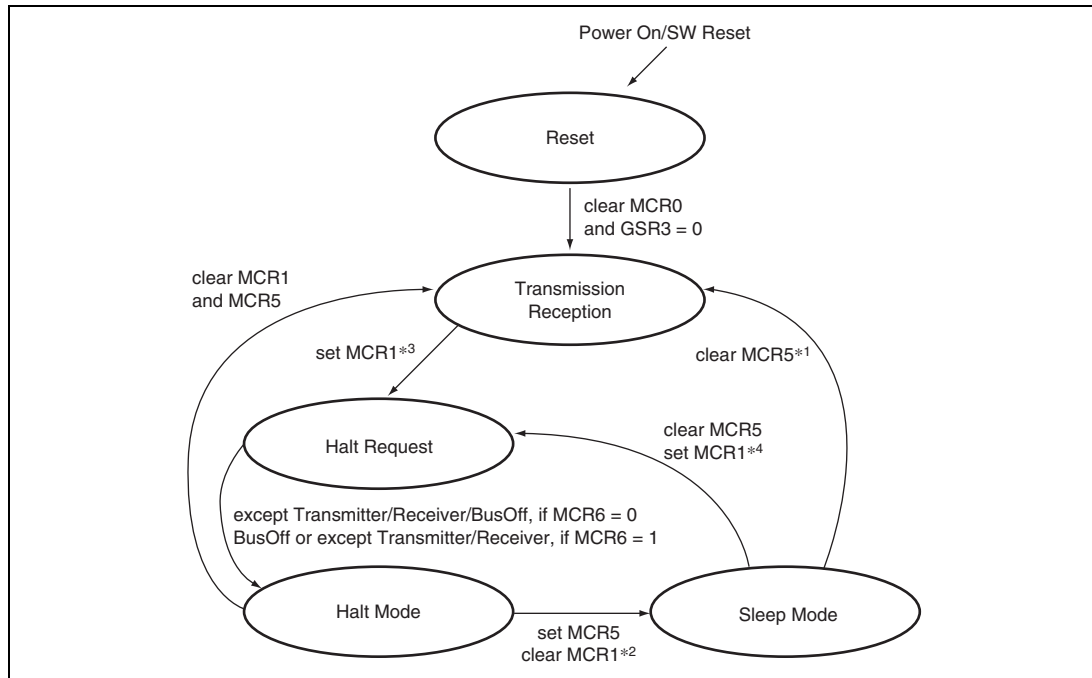 Power On/SW Reset
Reset
clear MCR0
and GSR3 = 0
clear MCR1
and MCR5
Transmission
Reception
set MCR1*3
clear MCR5*1
Halt Request
clear MCR5
set MCR1*4
except Transmitter/Receiver/BusOff, if MCR6 = 0
BusOff or except Transmitter/Receiver, if MCR6 = 1
Halt Mode
Sleep Mode
set MCR5
clear MCR1*2